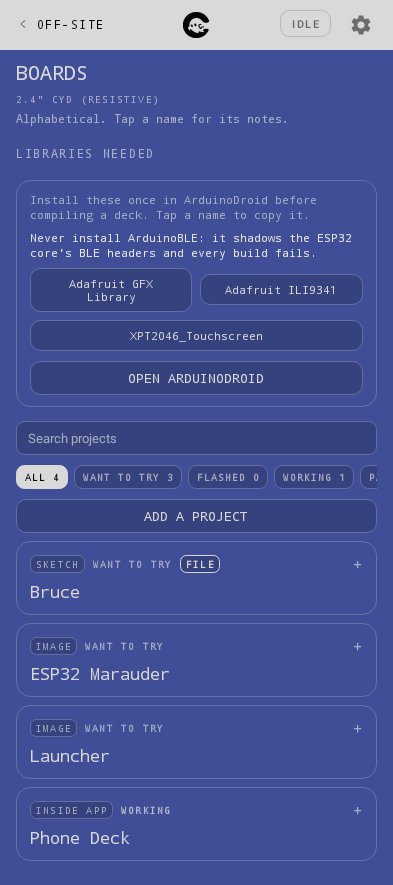 OFF-SITE
IDLE
BOARDS
2.4" CYD (RESISTIVE)
Alphabetical. Tap a name for its notes.
LIBRARIES NEEDED
Install these once in ArduinoDroid before
compiling a deck. Tap a name to copy it.
Never install ArduinoBLE: it shadows the ESP32
core's BLE headers and every build fails.
Adafruit GFX
Library
Adafruit ILI9341
XPT2046_Touchscreen
OPEN ARDUINODROID
Search projects
ALL 4
WANT TO TRY 3
FLASHED 0
WORKING 1
ADD A PROJECT
SKETCH WANT TO TRY FILE +
Bruce
IMAGE WANT TO TRY +
ESP32 Marauder
IMAGE WANT TO TRY +
Launcher
INSIDE APP WORKING +
Phone Deck